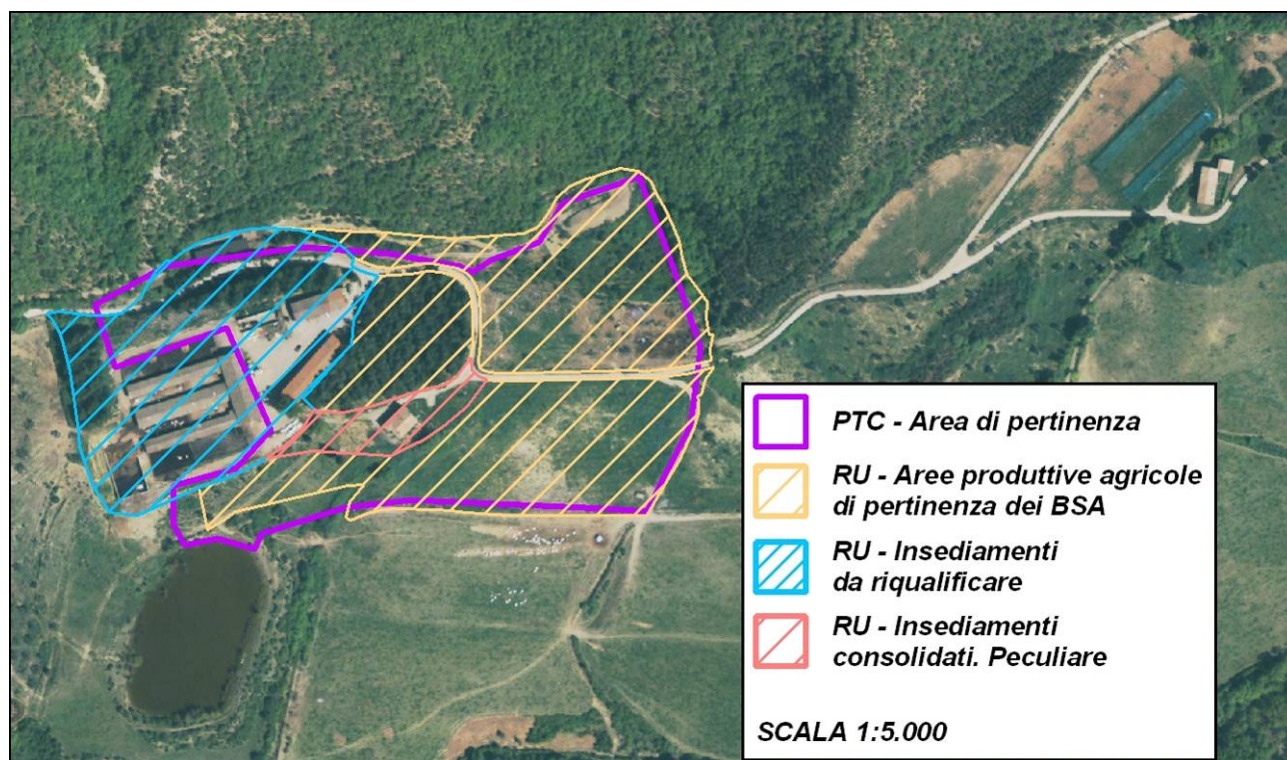 PTC - Area di pertinenza
RU - Aree produttive agricole
di pertinenza dei BSA
RU - Insediamenti
da riqualificare
RU - Insediamenti
consolidati. Peculiare
SCALA 1:5.000